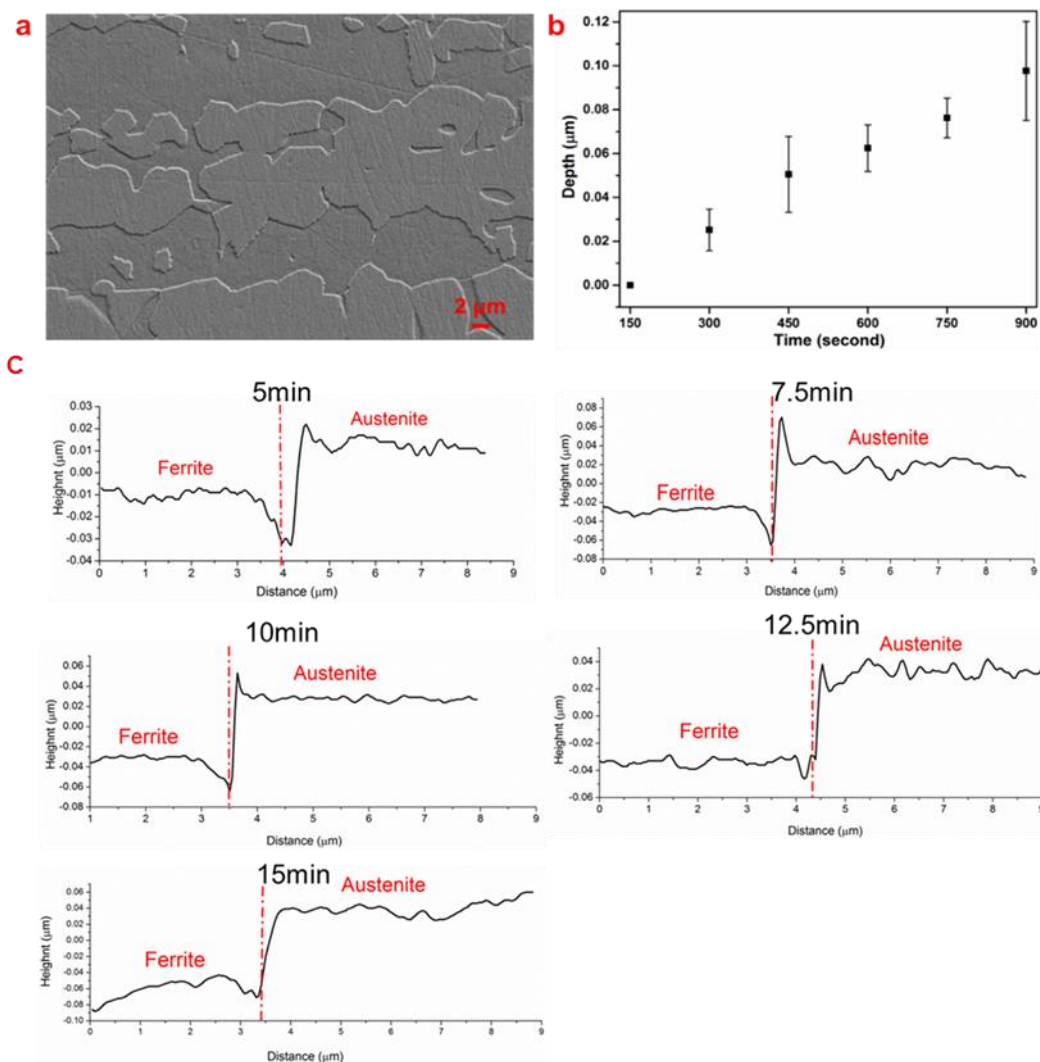 a
2 μm
b
0.12
0.10
0.08
0.06
0.04
0.02
0.00
Depth (μm)
150 300 450 600 750 900
Time (second)
C
5min
0.03
0.02
0.01
0.00
-0.01
-0.02
-0.03
-0.04
Heighnt (μm)
Ferrite
Austenite
0 1 2 3 4 5 6 7 8 9
Distance (μm)
7.5min
0.08
0.06
0.04
0.02
0.00
-0.02
-0.04
-0.06
-0.08
Heighnt (μm)
Ferrite
Austenite
0 1 2 3 4 5 6 7 8 9
Distance (μm)
10min
0.06
0.04
0.02
0.00
-0.02
-0.04
-0.06
-0.08
Heighnt (μm)
Ferrite
Austenite
1 2 3 4 5 6 7 8 9
Distance (μm)
12.5min
0.04
0.02
0.00
-0.02
-0.04
-0.06
Heighnt (μm)
Ferrite
Austenite
0 1 2 3 4 5 6 7 8 9
Distance (μm)
15min
0.06
0.04
0.02
0.00
-0.02
-0.04
-0.06
-0.08
-0.10
Heighnt (μm)
Ferrite
Austenite
0 1 2 3 4 5 6 7 8 9
Distance (μm)